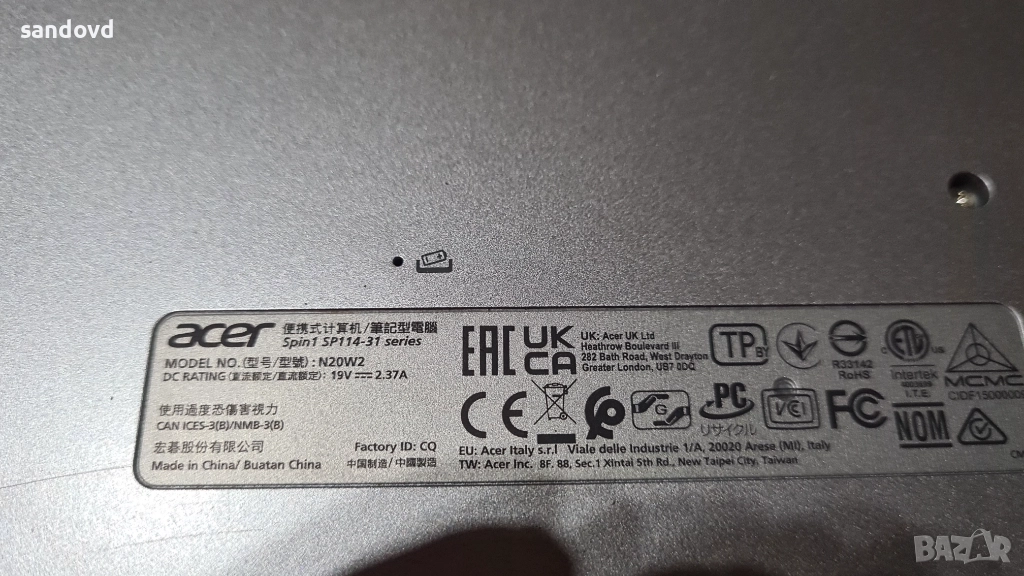 sandovd
acer 便携式计算机/筆記型電腦
Spin1 SP114-31 series
MODEL NO. (型号/型號) : N20W2
DC RATING (直流额定/直流額定): 19V ⎓ 2.37A
使用過度恐傷害視力
CAN ICES-3(B)/NMB-3(B)
宏碁股份有限公司
Factory ID: CQ
Made in China/ Buatan China
中国制造/ 中國製造
EAC
UK CA
UK: Acer UK Ltd
Heathrow Boulevard III
282 Bath Road, West Drayton
Greater London, UB7 0DQ
TP BY
R33142
RoHS
ETL
Intertek
I.T.E
MCMC
CE
G
PC
リサイクル
VCI
FC
NOM
EU: Acer Italy s.r.l Viale delle Industrie 1/A, 20020 Arese (MI), Italy
TW: Acer Inc. 8F. 88, Sec.1 Xintai 5th Rd., New Taipei City, Taiwan
BAZAR